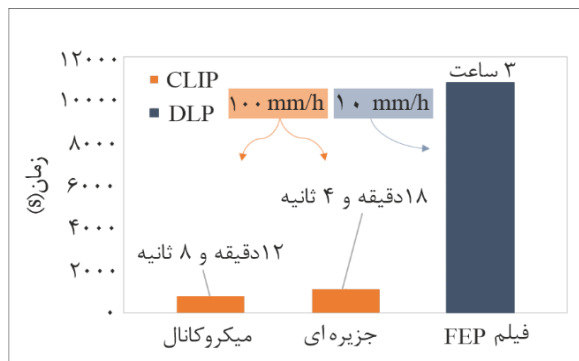 زمان(s)
۱۲۰۰۰
۱۰۰۰۰
۸۰۰۰
۶۰۰۰
۴۰۰۰
۲۰۰۰
۰
CLIP
DLP
۱۰۰ mm/h
۱۰ mm/h
۳ ساعت
۱۸دقیقه و ۴ ثانیه
۱۲دقیقه و ۸ ثانیه
میکروکانال
جزیره ای
فیلم FEP